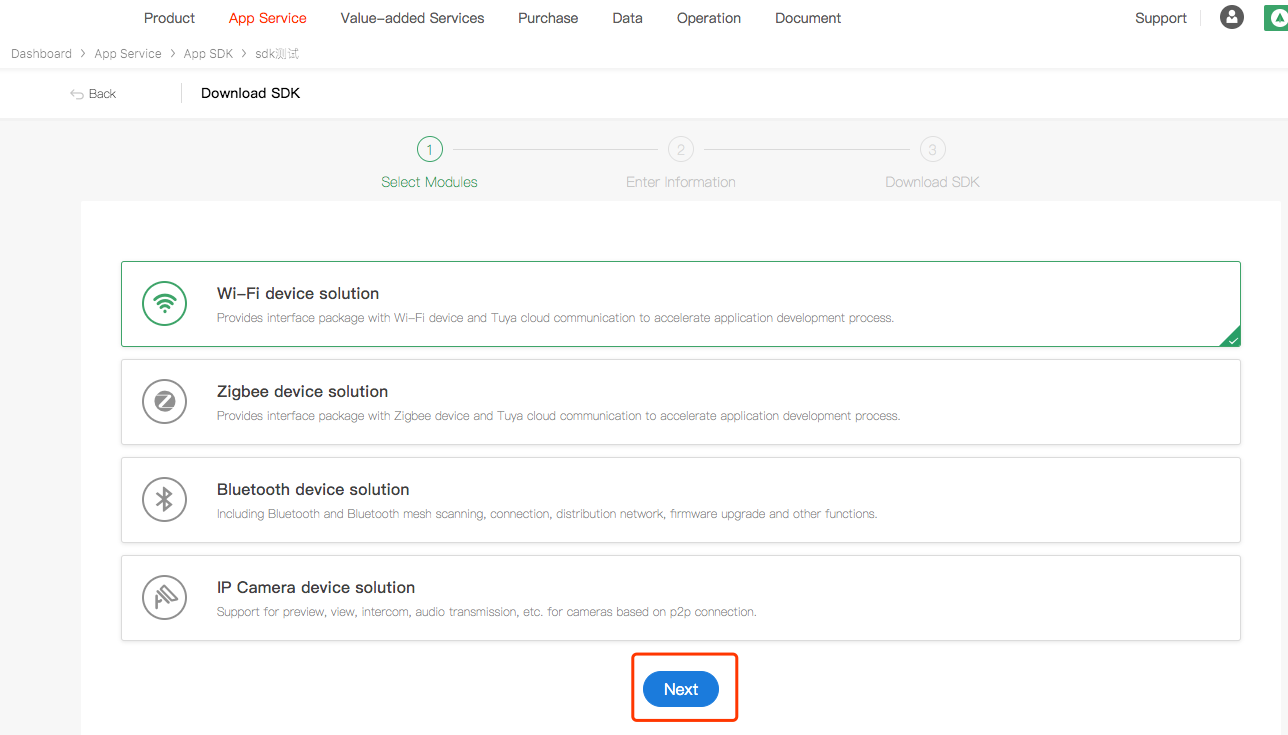 Product App Service Value-added Services Purchase Data Operation Document Support
Dashboard > App Service > App SDK > sdk测试
Back Download SDK
1 2 3
Select Modules Enter information Download SDK
Wi-Fi device solution
Provides interface package with Wi-Fi device and Tuya cloud communication to accelerate application development process.
Zigbee device solution
Provides interface package with Zigbee device and Tuya cloud communication to accelerate application development process.
Bluetooth device solution
Including Bluetooth and Bluetooth mesh scanning, connection, distribution network, firmware upgrade and other functions.
IP Camera device solution
Support for preview, view, intercom, audio transmission, etc. for cameras based on p2p connection.
Next